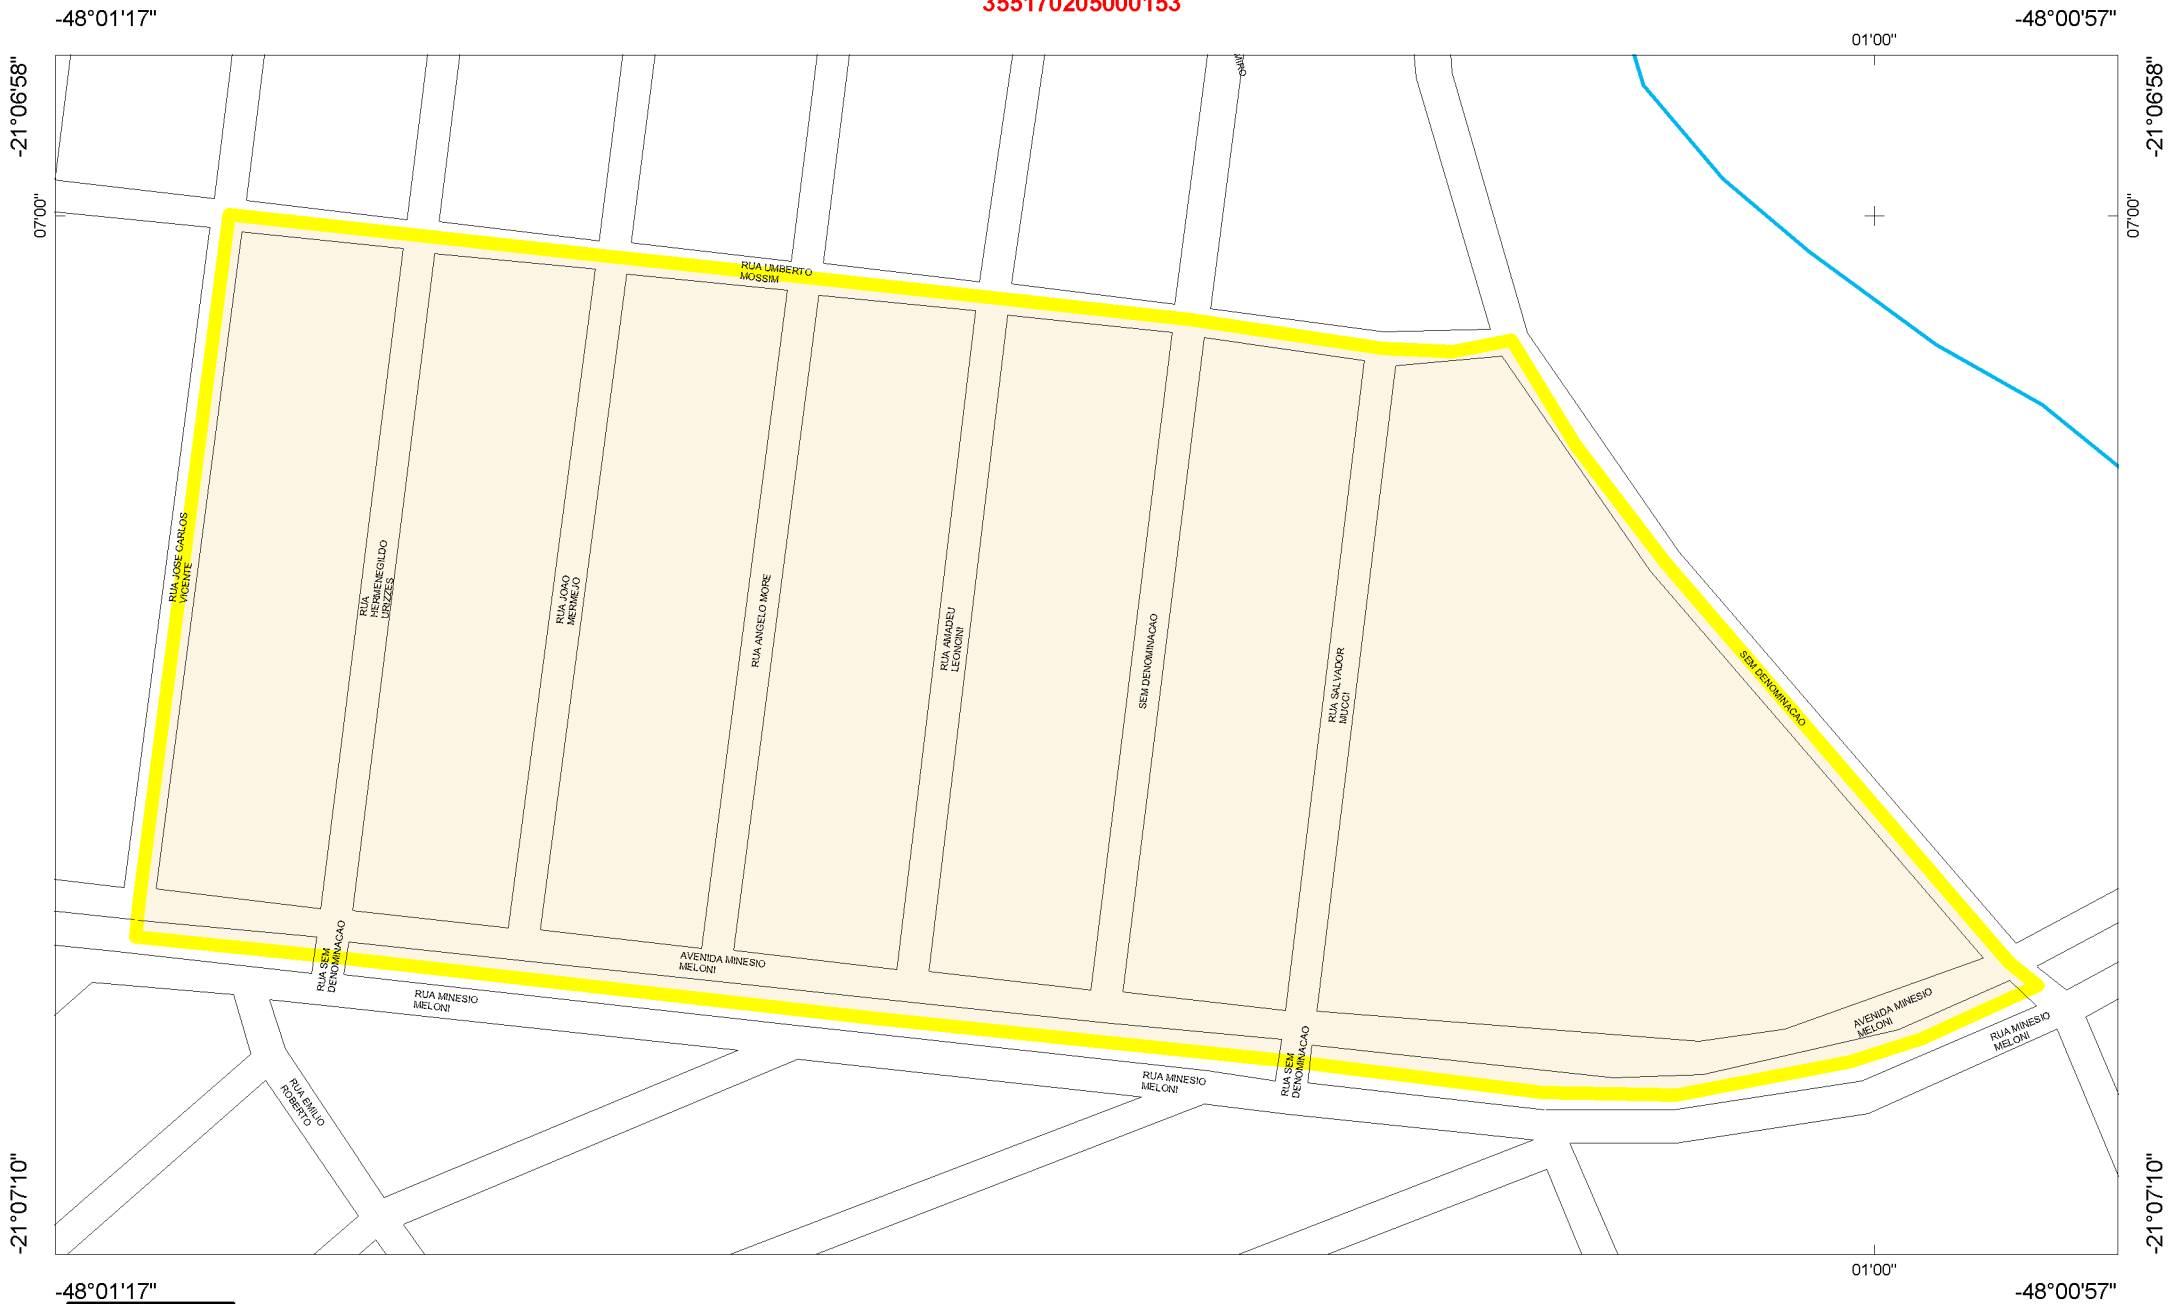 355170205000153
-48°01'17"
-48°00'57"
01'00"
-21°06'58"
-21°06'58"
07'00"
07'00"
RUA UMBERTO
MOSSIM
RUA JOSE CARLOS
VICENTE
RUA
HERMENEGILDO
URIZZES
RUA JOAO
MERMEJO
RUA ANGELO MORE
RUA AMADEU
LEONCINI
SEM DENOMINACAO
RUA SALVADOR
MUCCI
SEM DENOMINACAO
RUA SEM
DENOMINACAO
AVENIDA MINESIO
MELONI
RUA MINESIO
MELONI
AVENIDA MINESIO
MELONI
RUA MINESIO
MELONI
RUA SEM
DENOMINACAO
RUA MINESIO
MELONI
RUA EMILIO
ROBERTO
-21°07'10"
-21°07'10"
01'00"
-48°01'17"
-48°00'57"